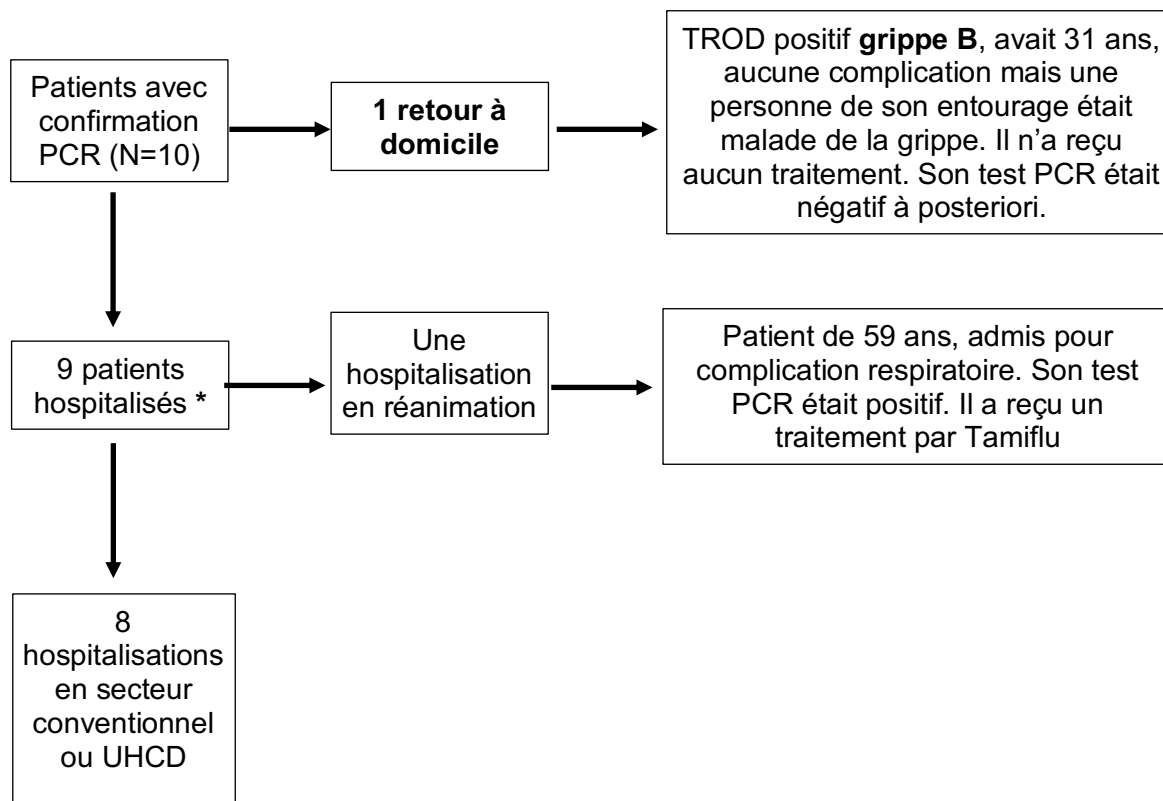 Patients avec
confirmation
PCR (N=10)
1 retour à
domicile
TROD positif grippe B, avait 31 ans,
aucune complication mais une
personne de son entourage était
malade de la grippe. Il n’a reçu
aucun traitement. Son test PCR était
négatif à posteriori.
9 patients
hospitalisés *
Une
hospitalisation
en réanimation
Patient de 59 ans, admis pour
complication respiratoire. Son test
PCR était positif. Il a reçu un
traitement par Tamiflu
8
hospitalisations
en secteur
conventionnel
ou UHCD